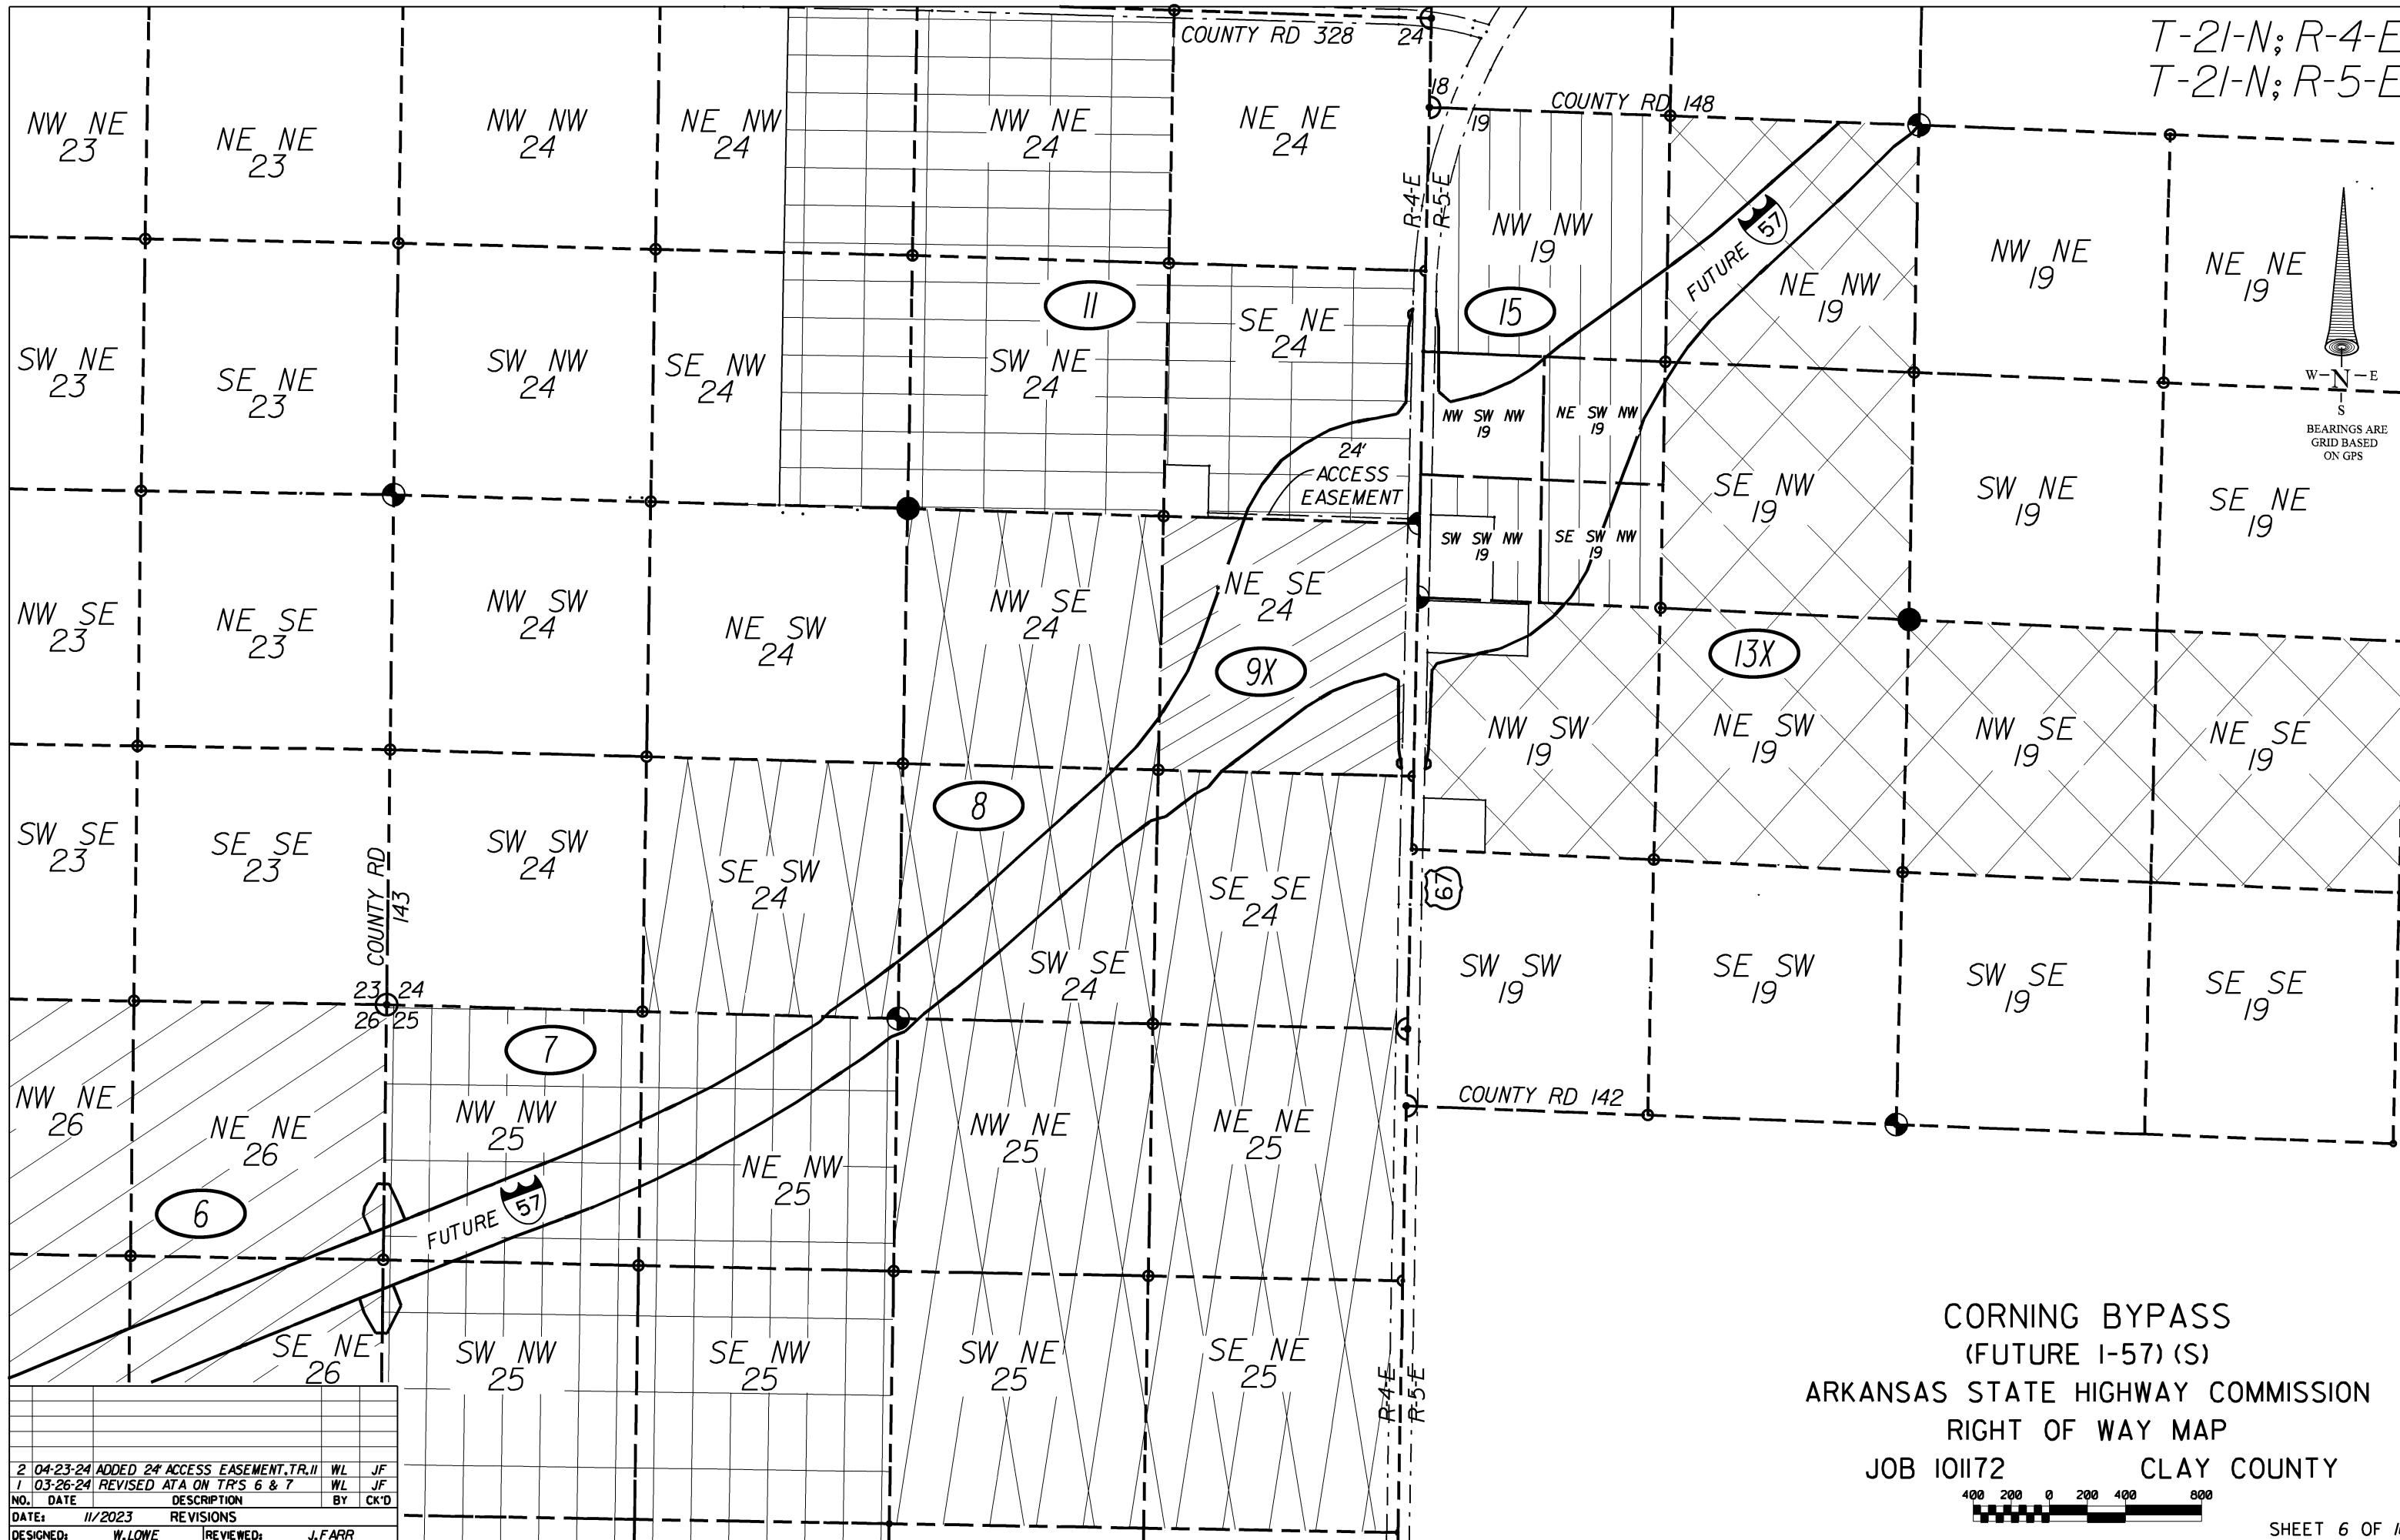 T-21-N; R-4-E
T-21-N; R-5-E
COUNTY RD 328
24
18
19
COUNTY RD 148
NW NE
23
NE NE
23
NW NW
24
NE NW
24
NW NE
24
NE NE
24
R-4-E
R-5-E
NW NW
19
FUTURE 57
NE NW
19
NW NE
19
NE NE
19
W-N-E
S
BEARINGS ARE
GRID BASED
ON GPS
11
15
SW NE
23
SE NE
23
SW NW
24
SE NW
24
SW NE
24
SE NE
24
24'
ACCESS
EASEMENT
NW SW NW
19
NE SW NW
19
SW SW NW
19
SE SW NW
19
SE NW
19
SW NE
19
SE NE
19
NW SE
23
NE SE
23
NW SW
24
NE SW
24
NW SE
24
NE SE
24
9X
13X
NW SW
19
NE SW
19
NW SE
19
NE SE
19
8
SW SE
23
SE SE
23
SW SW
24
SE SW
24
SW SE
24
SE SE
24
67
COUNTY RD
143
23 24
26 25
SW SW
19
SE SW
19
SW SE
19
SE SE
19
7
COUNTY RD 142
NW NE
26
NE NE
26
NW NW
25
NE NW
25
NW NE
25
NE NE
25
6
FUTURE 57
SE NE
26
SW NW
25
SE NW
25
SW NE
25
SE NE
25
R-4-E
R-5-E
CORNING BYPASS
(FUTURE I-57) (S)
ARKANSAS STATE HIGHWAY COMMISSION
RIGHT OF WAY MAP
JOB 101172 CLAY COUNTY
400 200 0 200 400 800
2 04-23-24 ADDED 24' ACCESS EASEMENT,TR.11 WL JF
1 03-26-24 REVISED ATA ON TR'S 6 & 7 WL JF
NO. DATE DESCRIPTION BY CK'D
DATE: 11/2023 REVISIONS
DESIGNED: W.LOWE REVIEWED: J.FARR
SHEET 6 OF